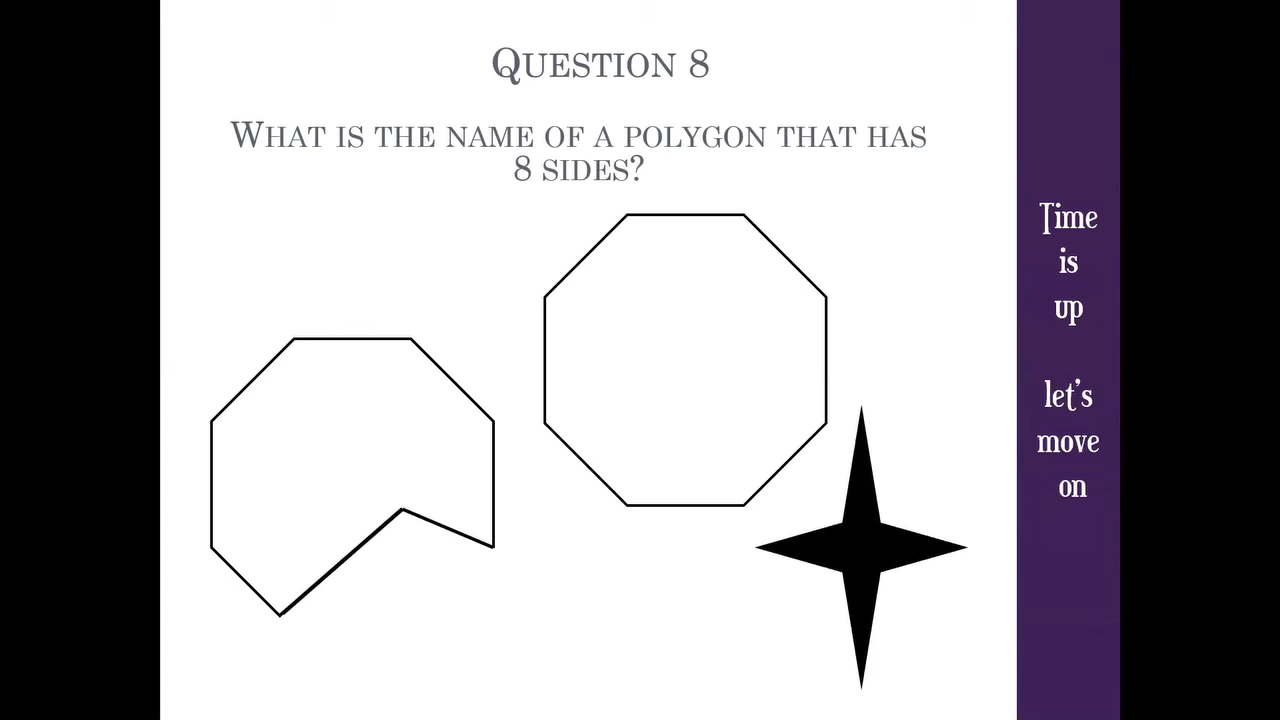 Question 8
What is the name of a polygon that has
8 sides?
Time
is
up
let's
move
on